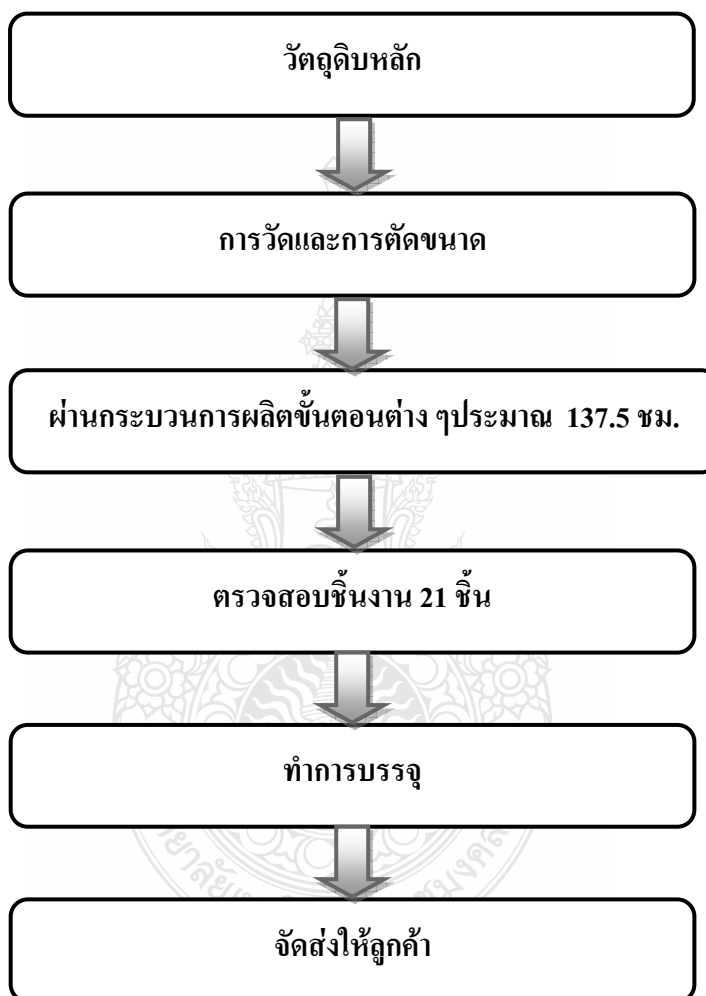 วัตถุดิบหลัก
การวัดและการตัดขนาด
ผ่านกระบวนการผลิตขั้นตอนต่าง ๆประมาณ 137.5 ชม.
ตรวจสอบชิ้นงาน 21 ชิ้น
ทำการบรรจุ
จัดส่งให้ลูกค้า